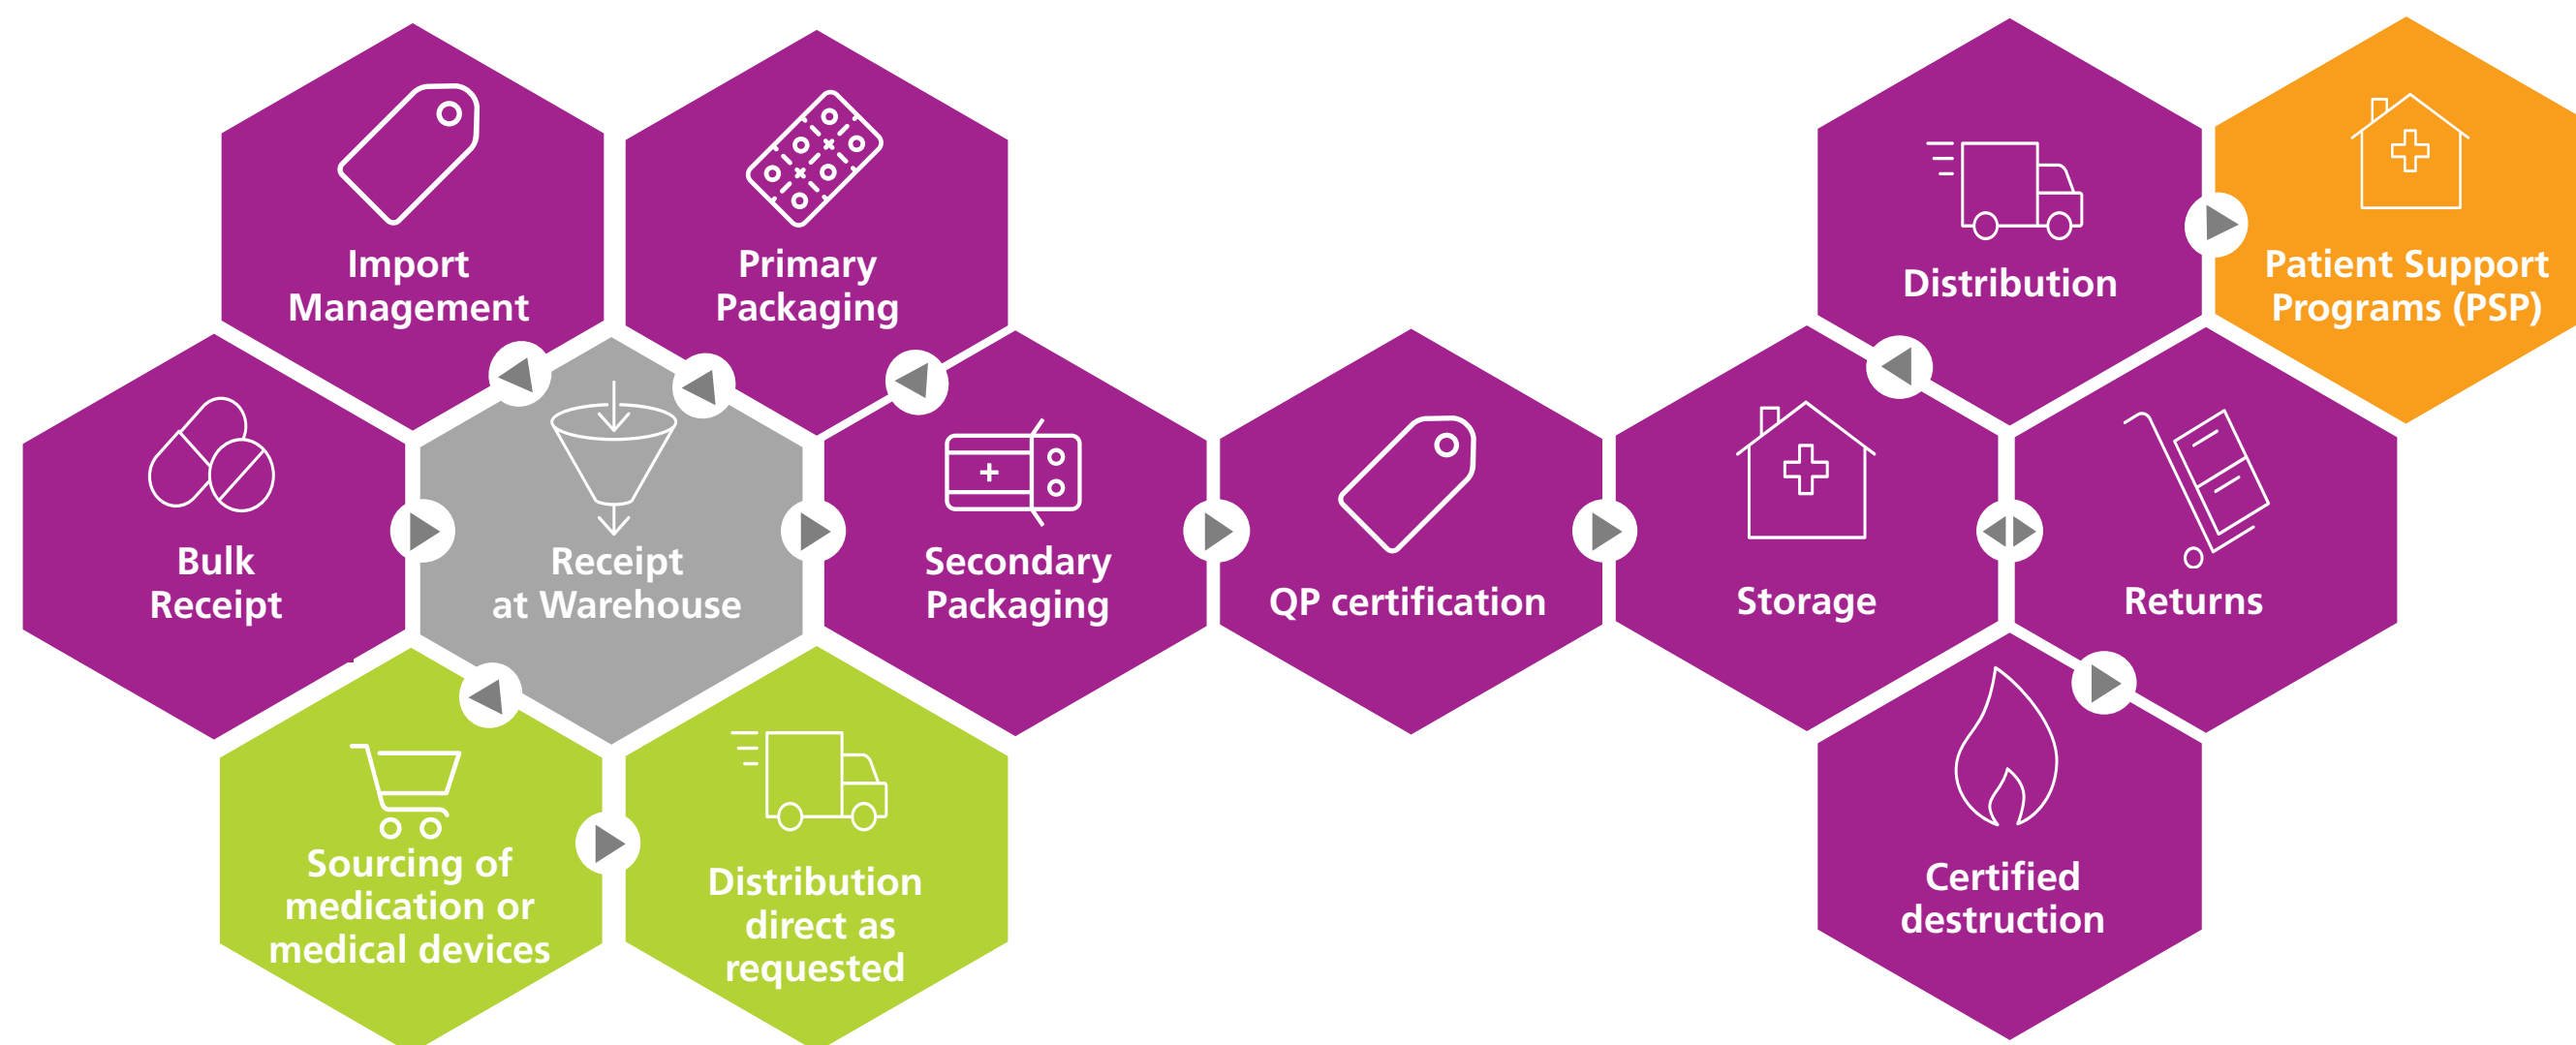 Import
Management
Primary
Packaging
Distribution
Patient Support
Programs (PSP)
Bulk
Receipt
Receipt
at Warehouse
Secondary
Packaging
QP certification
Storage
Returns
Sourcing of
medication or
medical devices
Distribution
direct as
requested
Certified
destruction